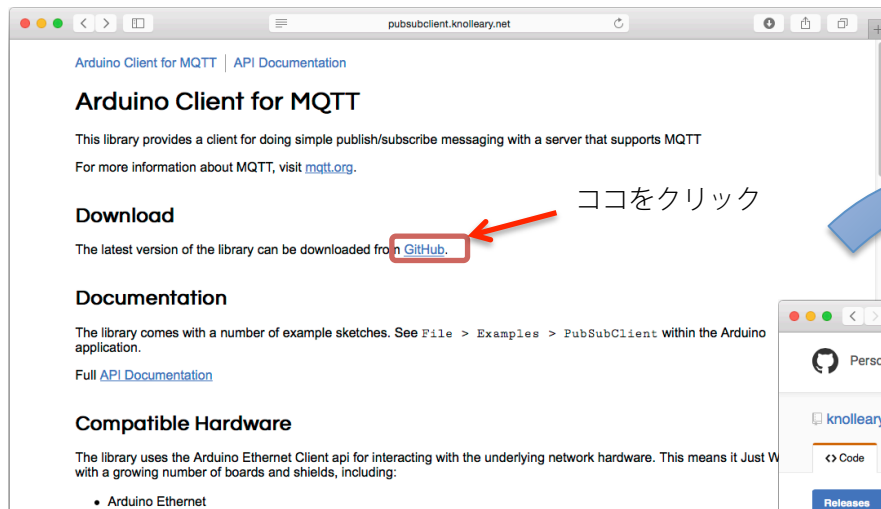 pubsubclient.knolleary.net
Arduino Client for MQTT
API Documentation
Arduino Client for MQTT
This library provides a client for doing simple publish/subscribe messaging with a server that supports MQTT
For more information about MQTT, visit mqtt.org.
ココをクリック
Download
The latest version of the library can be downloaded from GitHub.
Documentation
The library comes with a number of example sketches. See File > Examples > PubSubClient within the Arduino
application.
Full API Documentation
Compatible Hardware
The library uses the Arduino Ethernet Client api for interacting with the underlying network hardware. This means it Just W
with a growing number of boards and shields, including:
• Arduino Ethernet
Perso
knolleary
Code
Releases